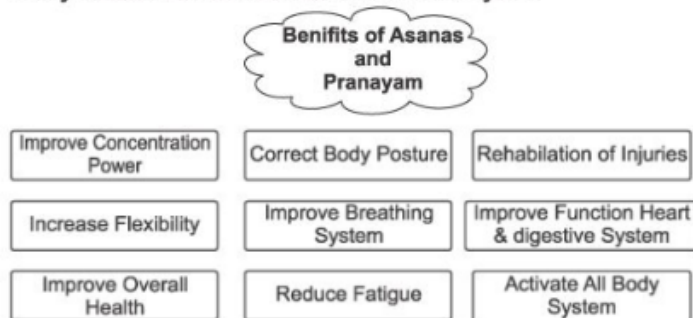 Benifits of Asanas
and
Pranayam
Improve Concentration
Power
Correct Body Posture
Rehabilation of Injuries
Increase Flexibility
Improve Breathing
System
Improve Function Heart
& digestive System
Improve Overall
Health
Reduce Fatigue
Activate All Body
System